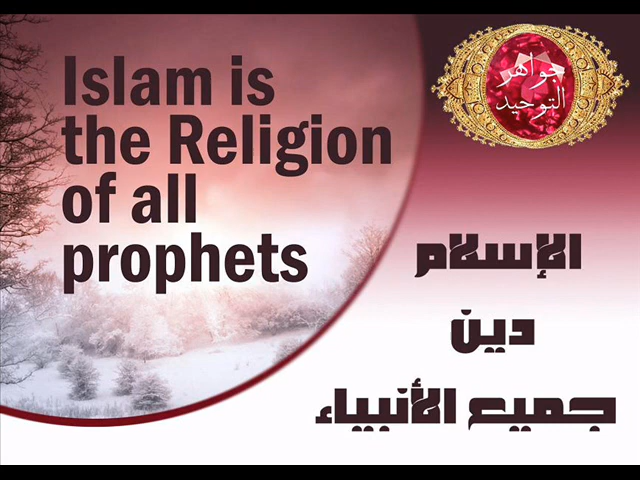 Islam is
the Religion
of all
prophets
جواهر
التوحيد
الإسلام
دين
جميع الأنبياء